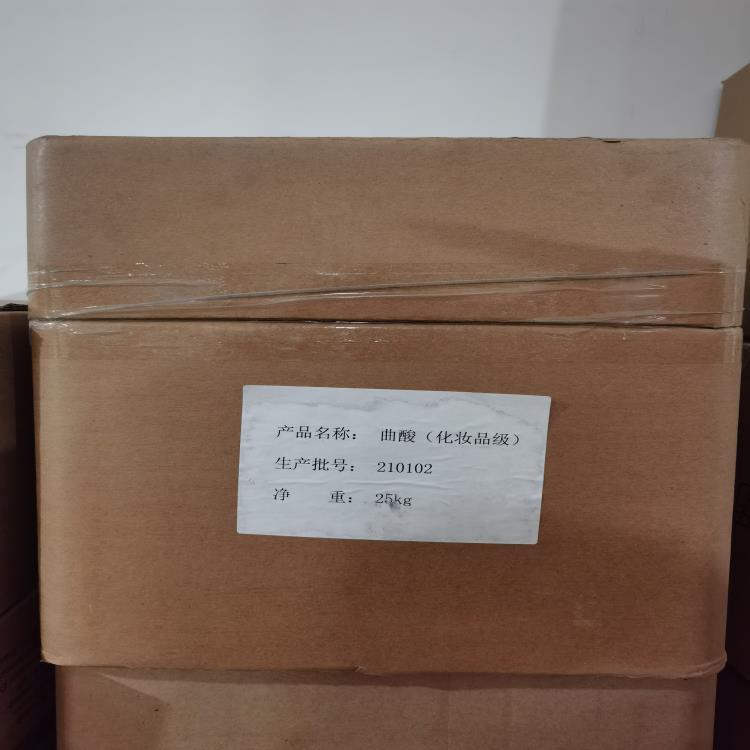 产品名称： 曲酸（化妆品级）
生产批号： 210102
净　　重： 25kg